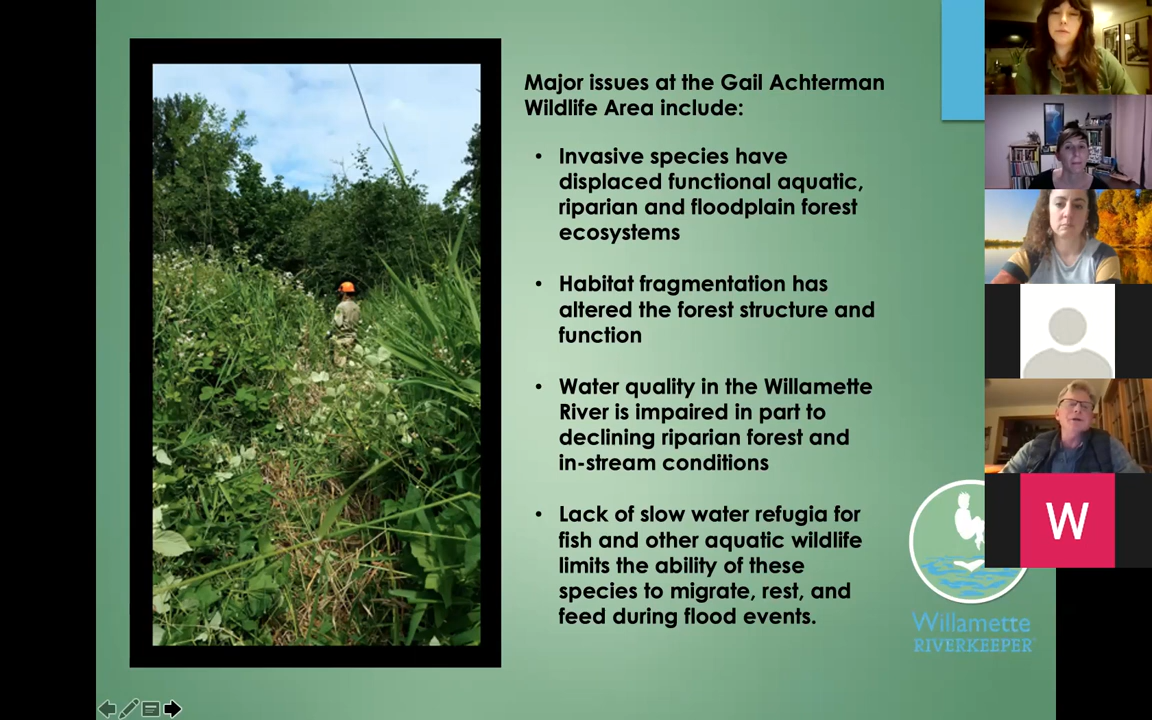 Major issues at the Gail Achterman
Wildlife Area include:
• Invasive species have
displaced functional aquatic,
riparian and floodplain forest
ecosystems
• Habitat fragmentation has
altered the forest structure and
function
• Water quality in the Willamette
River is impaired in part to
declining riparian forest and
in-stream conditions
• Lack of slow water refugia for
fish and other aquatic wildlife
limits the ability of these
species to migrate, rest, and
feed during flood events.
W
Willamette
RIVERKEEPER®